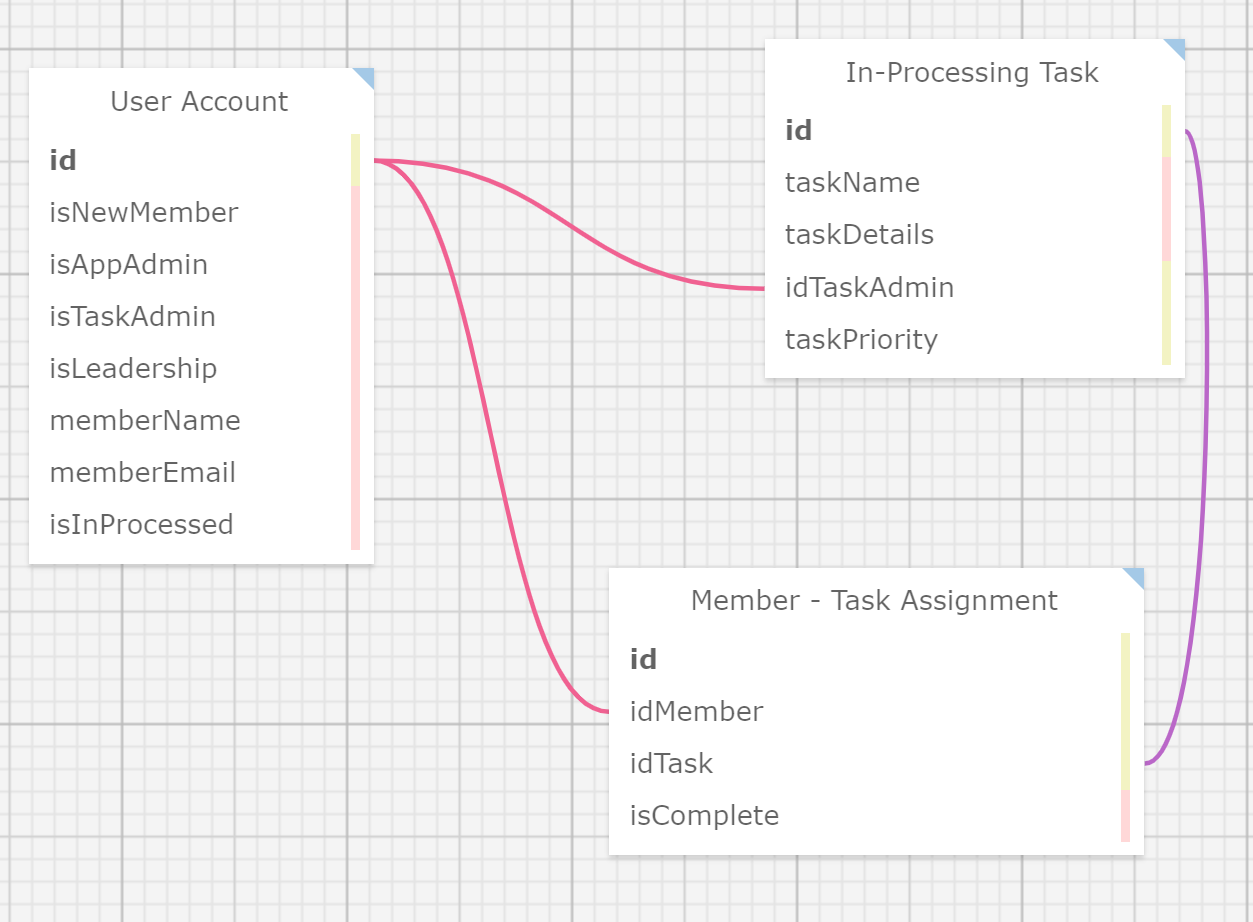 User Account
id
isNewMember
isAppAdmin
isTaskAdmin
isLeadership
memberName
memberEmail
isInProcessed
In-Processing Task
id
taskName
taskDetails
idTaskAdmin
taskPriority
Member - Task Assignment
id
idMember
idTask
isComplete